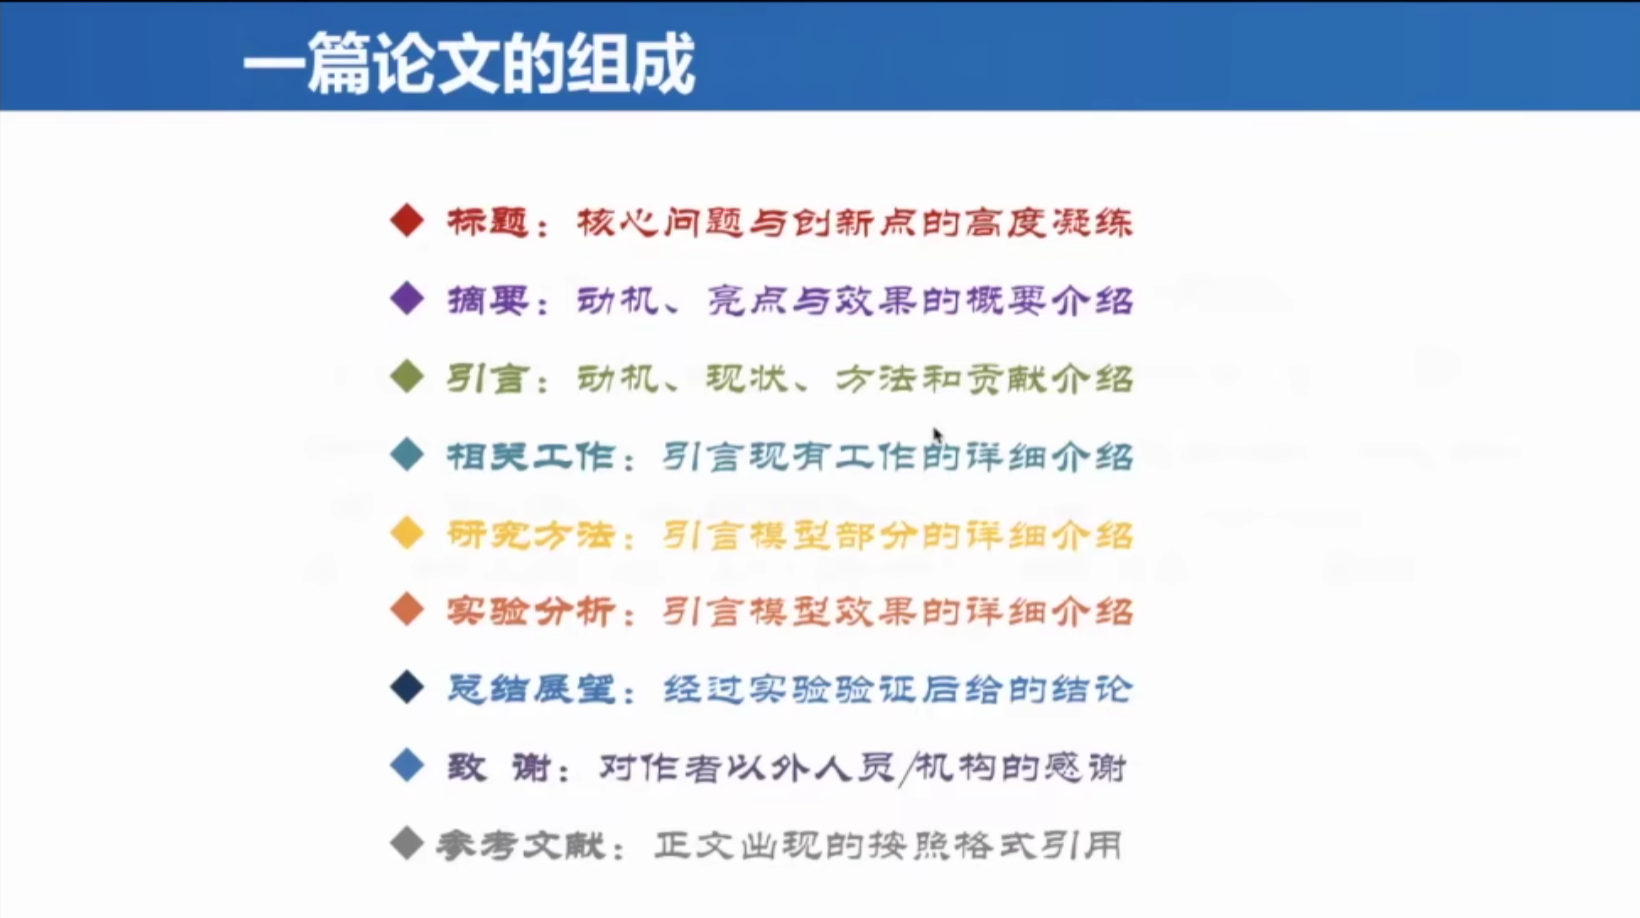 一篇论文的组成
标题：核心问题与创新点的高度凝练
摘要：动机、亮点与效果的概要介绍
引言：动机、现状、方法和贡献介绍
相关工作：引言现有工作的详细介绍
研究方法：引言模型部分的详细介绍
实验分析：引言模型效果的详细介绍
总结展望：经过实验验证后给的结论
致 谢：对作者以外人员/机构的感谢
参考文献：正文出现的按照格式引用